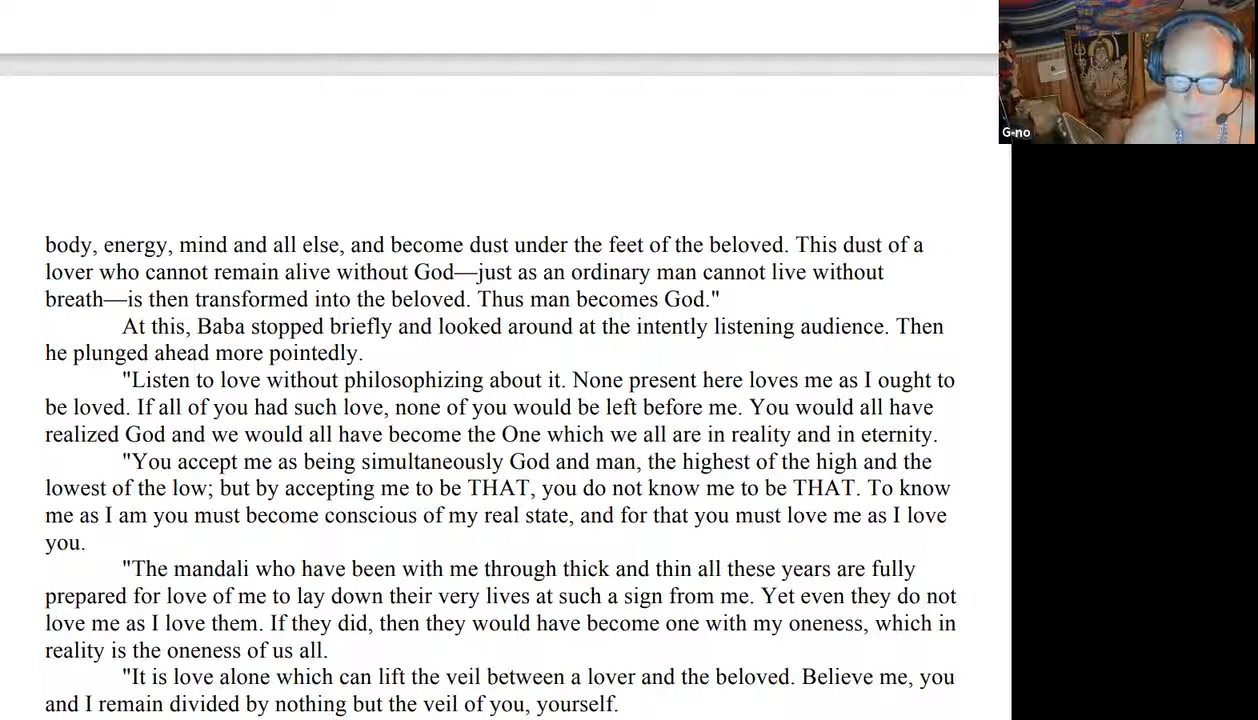 G-no
body, energy, mind and all else, and become dust under the feet of the beloved. This dust of a
lover who cannot remain alive without God—just as an ordinary man cannot live without
breath—is then transformed into the beloved. Thus man becomes God."
At this, Baba stopped briefly and looked around at the intently listening audience. Then
he plunged ahead more pointedly.
"Listen to love without philosophizing about it. None present here loves me as I ought to
be loved. If all of you had such love, none of you would be left before me. You would all have
realized God and we would all have become the One which we all are in reality and in eternity.
"You accept me as being simultaneously God and man, the highest of the high and the
lowest of the low; but by accepting me to be THAT, you do not know me to be THAT. To know
me as I am you must become conscious of my real state, and for that you must love me as I love
you.
"The mandali who have been with me through thick and thin all these years are fully
prepared for love of me to lay down their very lives at such a sign from me. Yet even they do not
love me as I love them. If they did, then they would have become one with my oneness, which in
reality is the oneness of us all.
"It is love alone which can lift the veil between a lover and the beloved. Believe me, you
and I remain divided by nothing but the veil of you, yourself.